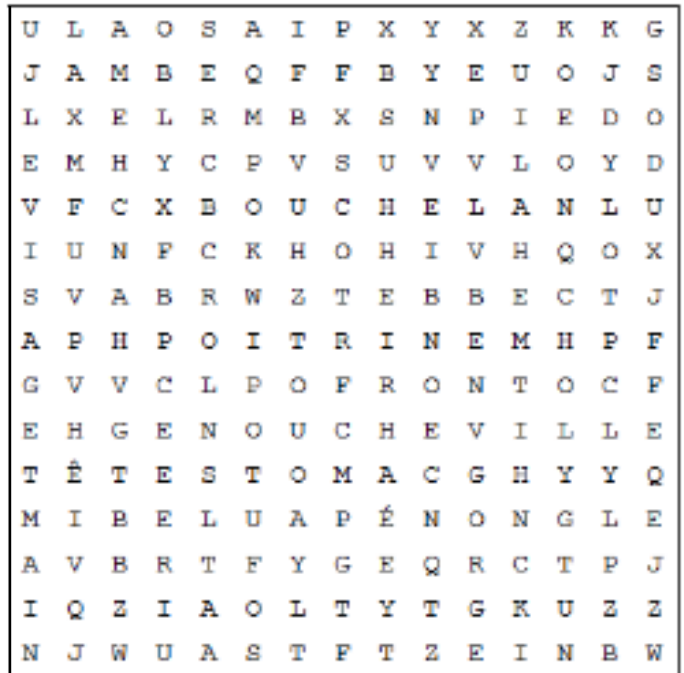 U L A O S A I P X Y X Z K K G
J A M B E Q F F B Y E U O J S
L X E L R M B X S N P I E D O
E M H Y C P V S U V V L O Y D
V F C X B O U C H E L A N L U
I U N F C K H O H I V H Q O X
S V A B R W Z T E B B E C T J
A P H P O I T R I N E M H P F
G V V C L P O F R O N T O C F
E H G E N O U C H E V I L L E
T Ê T E S T O M A C G H Y Y Q
M I B E L U A P É N O N G L E
A V B R T F Y G E Q R C T P J
I Q Z I A O L T Y T G K U Z Z
N J W U A S T F T Z E I N B W